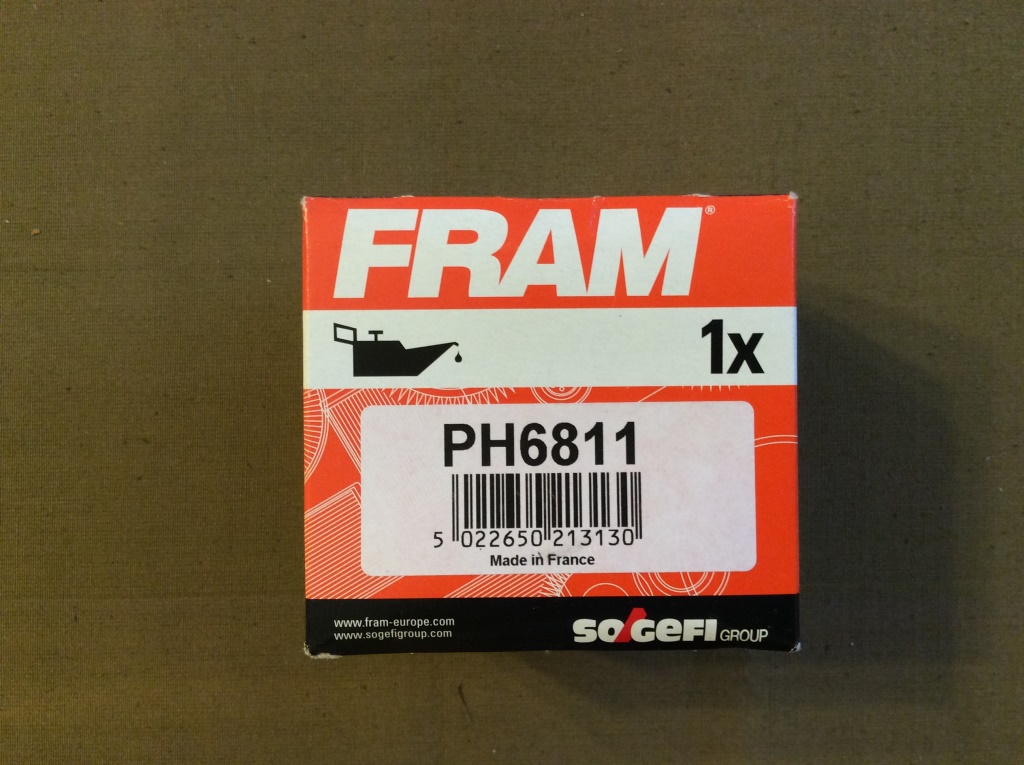 FRAM®
1x
PH6811
5 022650 213130
Made in France
www.fram-europe.com
www.sogefigroup.com
SOGEFI GROUP